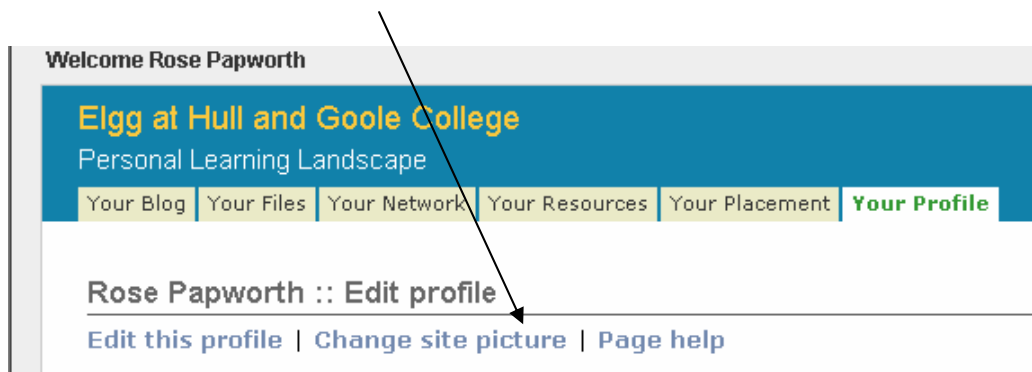 Welcome Rose Papworth
Elgg at Hull and Goole College
Personal Learning Landscape
Your Blog Your Files Your Network Your Resources Your Placement Your Profile
Rose Papworth :: Edit profile
Edit this profile | Change site picture | Page help